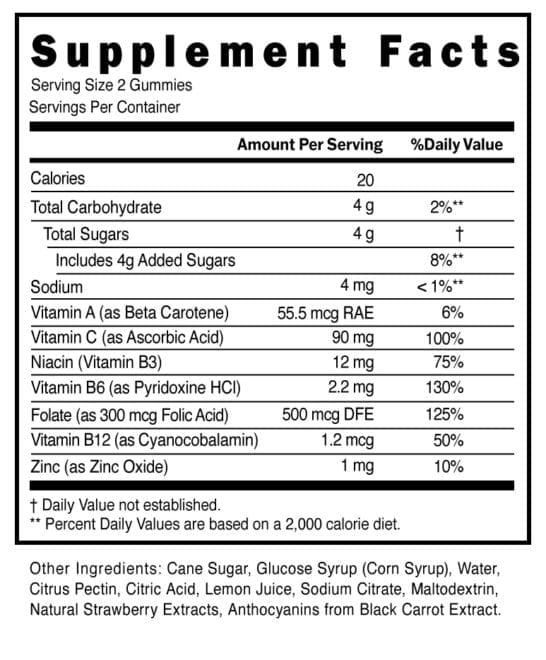 Supplement Facts
Serving Size 2 Gummies
Servings Per Container
Amount Per Serving %Daily Value
Calories 20
Total Carbohydrate 4 g 2%**
Total Sugars 4 g †
Includes 4g Added Sugars 8%**
Sodium 4 mg < 1%**
Vitamin A (as Beta Carotene) 55.5 mcg RAE 6%
Vitamin C (as Ascorbic Acid) 90 mg 100%
Niacin (Vitamin B3) 12 mg 75%
Vitamin B6 (as Pyridoxine HCl) 2.2 mg 130%
Folate (as 300 mcg Folic Acid) 500 mcg DFE 125%
Vitamin B12 (as Cyanocobalamin) 1.2 mcg 50%
Zinc (as Zinc Oxide) 1 mg 10%
† Daily Value not established.
** Percent Daily Values are based on a 2,000 calorie diet.
Other Ingredients: Cane Sugar, Glucose Syrup (Corn Syrup), Water,
Citrus Pectin, Citric Acid, Lemon Juice, Sodium Citrate, Maltodextrin,
Natural Strawberry Extracts, Anthocyanins from Black Carrot Extract.